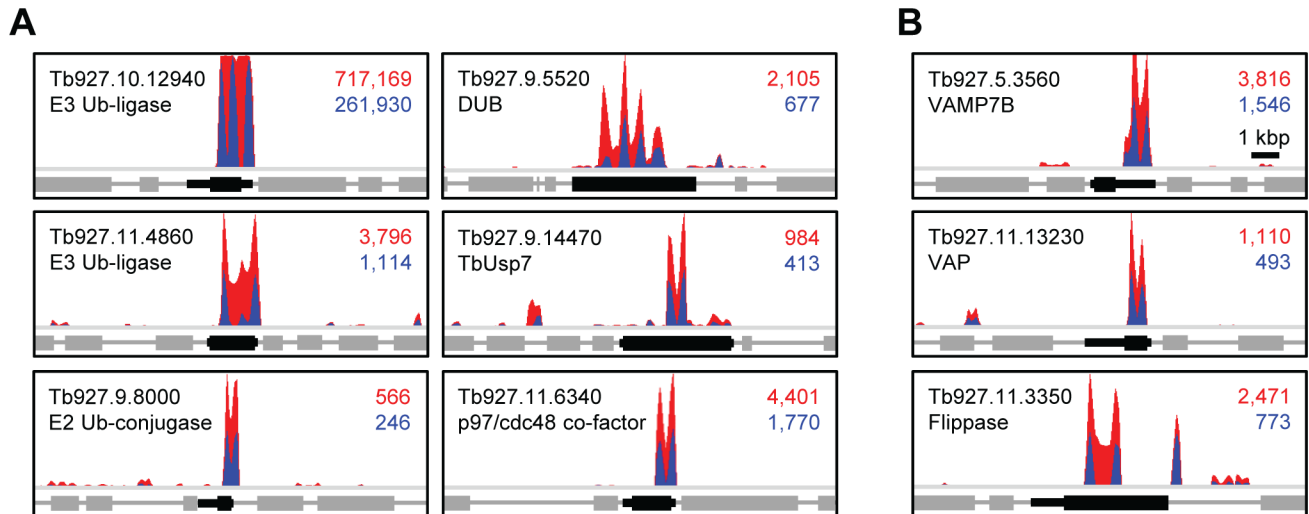 A
B
Tb927.10.12940 717,169
E3 Ub-ligase 261,930
Tb927.9.5520 2,105
DUB 677
Tb927.5.3560 3,816
VAMP7B 1,546
1 kbp
Tb927.11.4860 3,796
E3 Ub-ligase 1,114
Tb927.9.14470 984
TbUsp7 413
Tb927.11.13230 1,110
VAP 493
Tb927.9.8000 566
E2 Ub-conjugase 246
Tb927.11.6340 4,401
p97/cdc48 co-factor 1,770
Tb927.11.3350 2,471
Flippase 773